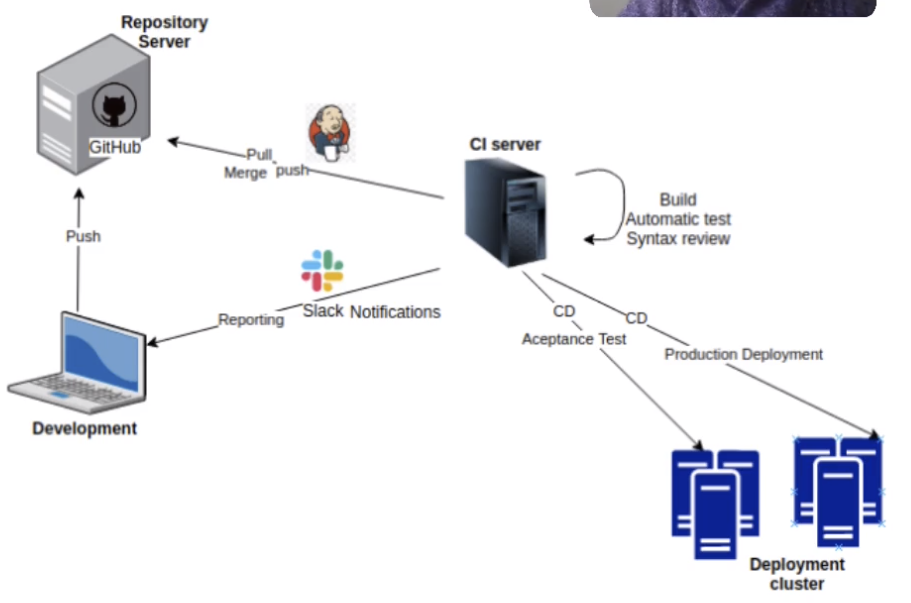 Repository
Server
GitHub
Pull
Merge push
CI server
Build
Automatic test
Syntax review
Push
Slack Notifications
Reporting
CD
CD
Aceptance Test
Production Deployment
Development
Deployment
cluster